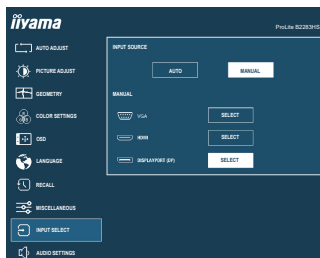 iiyama
ProLite B2283HS
AUTO ADJUST
PICTURE ADJUST
GEOMETRY
COLOR SETTINGS
OSD
LANGUAGE
RECALL
MISCELLANEOUS
INPUT SELECT
AUDIO SETTINGS
INPUT SOURCE
AUTO MANUAL
MANUAL
VGA SELECT
HDMI SELECT
DISPLAYPORT (DP) SELECT